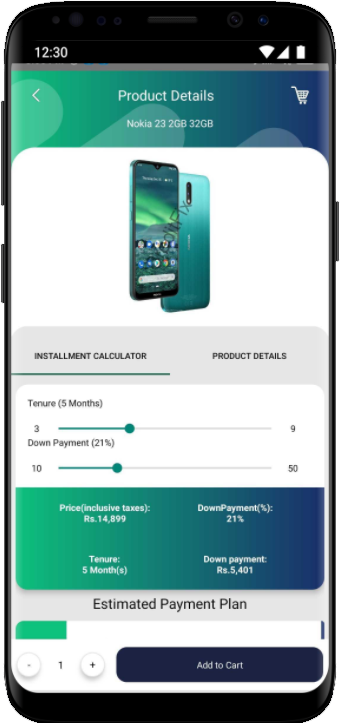 12:30
Product Details
Nokia 23 2GB 32GB
INSTALLMENT CALCULATOR
PRODUCT DETAILS
Tenure (5 Months)
3
9
Down Payment (21%)
10
50
Price(inclusive taxes):
Rs.14,899
DownPayment(%):
21%
Tenure:
5 Month(s)
Down payment:
Rs.5,401
Estimated Payment Plan
-
1
+
Add to Cart